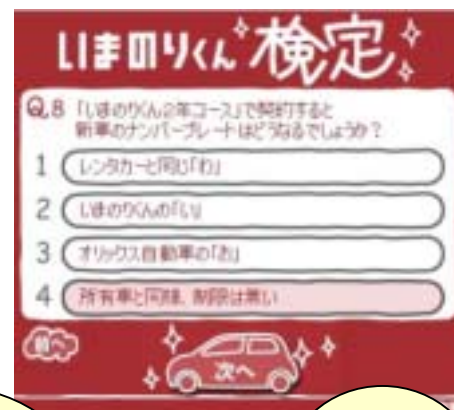 いまのりくん検定
Q.8 「いまのりくん2年コース」で契約すると
新車のナンバープレートはどうなるでしょうか?
1 レンタカーと同じ「わ」
2 いまのりくんの「い」
3 オリックス自動車の「お」
4 所有車と同様、制限は無い
前へ
次へ